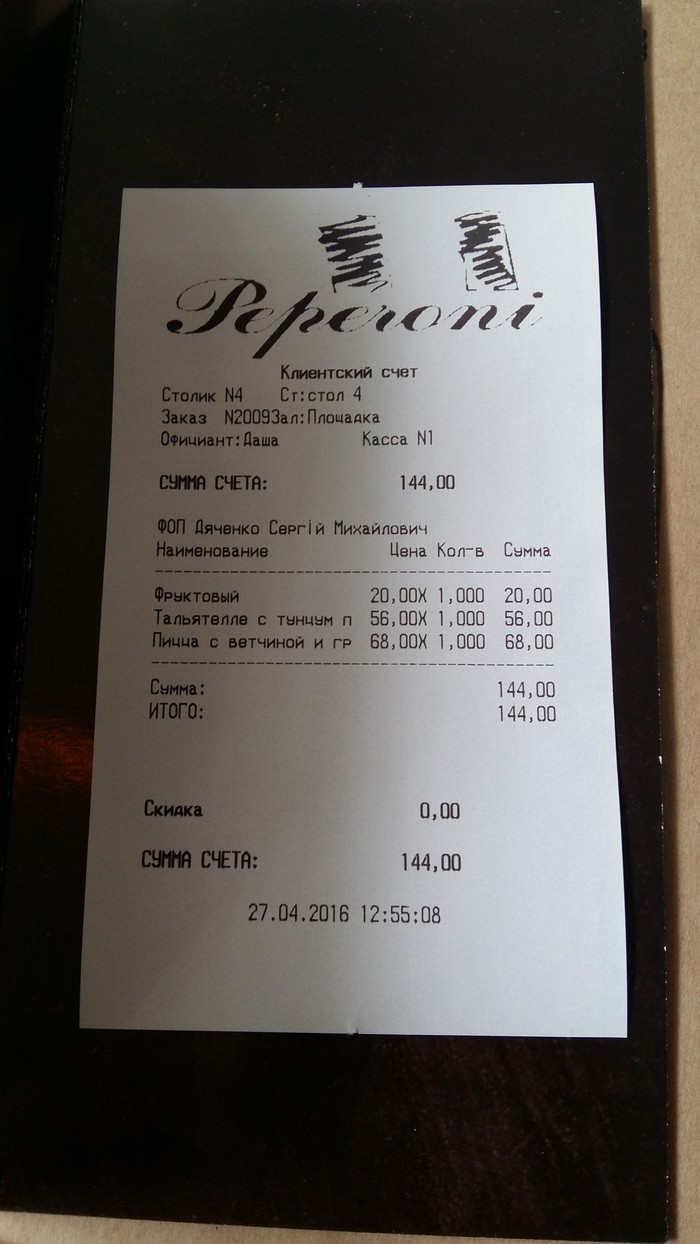 Peperoni
Клиентский счет
Столик N4 Ст:стол 4
Заказ N2009Зал:Площадка
Официант:Даша Касса N1
СУММА СЧЕТА: 144,00
ФОП Дяченко Сергій Михайлович
Наименование Цена Кол-в Сумма
Фруктовый 20,00X 1,000 20,00
Тальятелле с тунцум п 56,00X 1,000 56,00
Пицца с ветчиной и гр 68,00X 1,000 68,00
Сумма: 144,00
ИТОГО: 144,00
Скидка 0,00
СУММА СЧЕТА: 144,00
27.04.2016 12:55:08